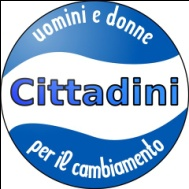 uomini e donne
Cittadini
per il cambiamento